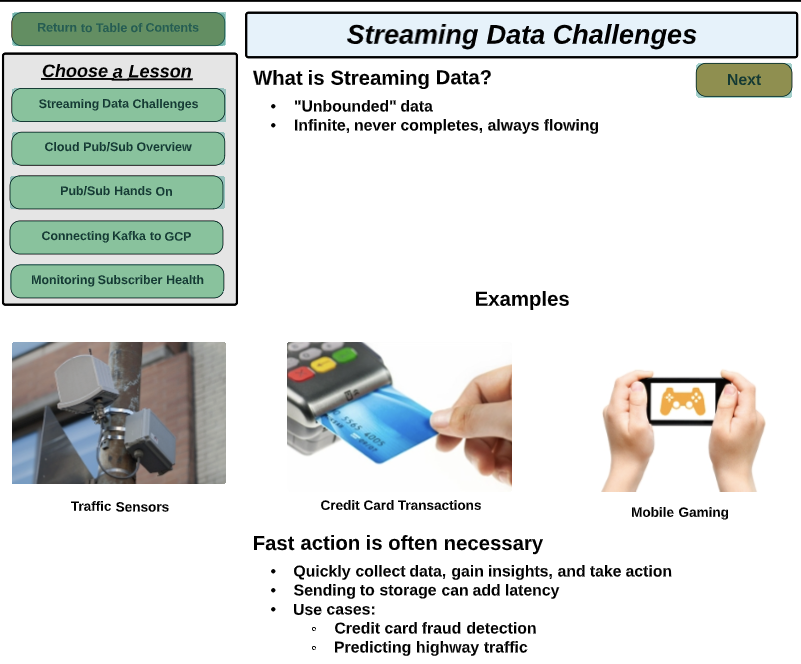 Return to Table of Contents
Choose a Lesson
Streaming Data Challenges
Cloud Pub/Sub Overview
Pub/Sub Hands On
Connecting Kafka to GCP
Monitoring Subscriber Health
Streaming Data Challenges
What is Streaming Data?
Next
• "Unbounded" data
• Infinite, never completes, always flowing
Examples
5565 4005
Traffic Sensors
Credit Card Transactions
Mobile Gaming
Fast action is often necessary
• Quickly collect data, gain insights, and take action
• Sending to storage can add latency
• Use cases:
◦ Credit card fraud detection
◦ Predicting highway traffic